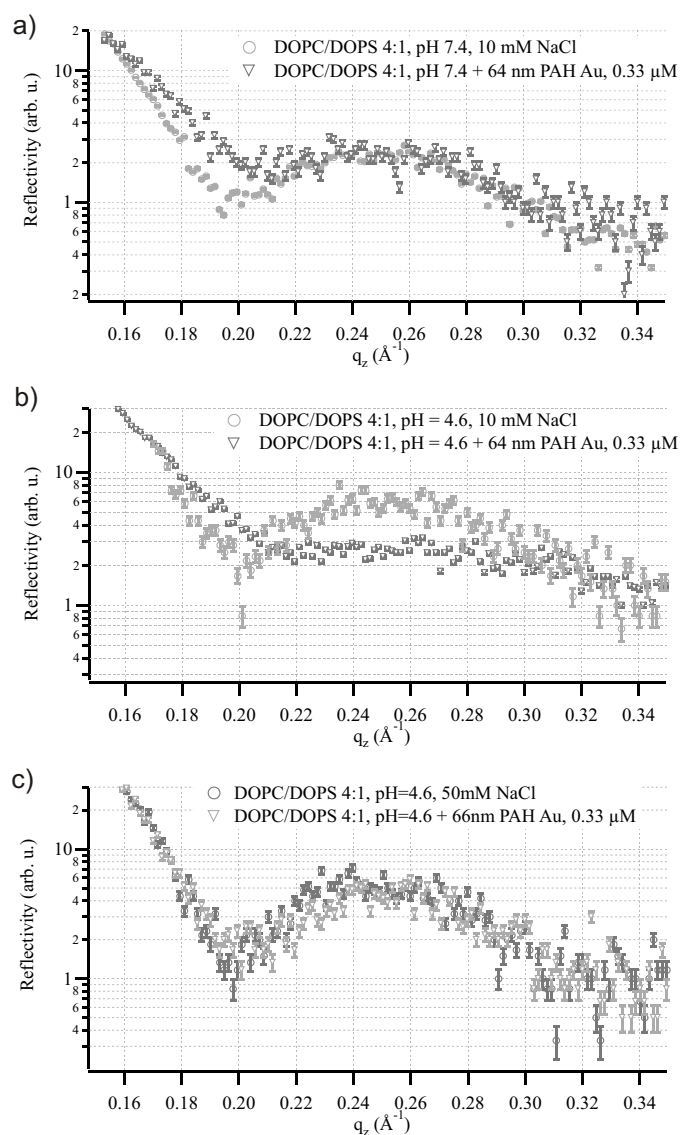 a)
2
DOPC/DOPS 4:1, pH 7.4, 10 mM NaCl
DOPC/DOPS 4:1, pH 7.4 + 64 nm PAH Au, 0.33 µM
10
8
6
4
2
1
8
6
4
2
Reflectivity (arb. u.)
0.16 0.18 0.20 0.22 0.24 0.26 0.28 0.30 0.32 0.34
q_z (Å⁻¹)
b)
2
DOPC/DOPS 4:1, pH = 4.6, 10 mM NaCl
DOPC/DOPS 4:1, pH = 4.6 + 64 nm PAH Au, 0.33 µM
10
8
6
4
2
1
8
6
4
Reflectivity (arb. u.)
0.16 0.18 0.20 0.22 0.24 0.26 0.28 0.30 0.32 0.34
q_z (Å⁻¹)
c)
2
DOPC/DOPS 4:1, pH=4.6, 50mM NaCl
DOPC/DOPS 4:1, pH=4.6 + 66nm PAH Au, 0.33 µM
10
8
6
4
2
1
8
6
4
Reflectivity (arb. u.)
0.16 0.18 0.20 0.22 0.24 0.26 0.28 0.30 0.32 0.34
q_z (Å⁻¹)